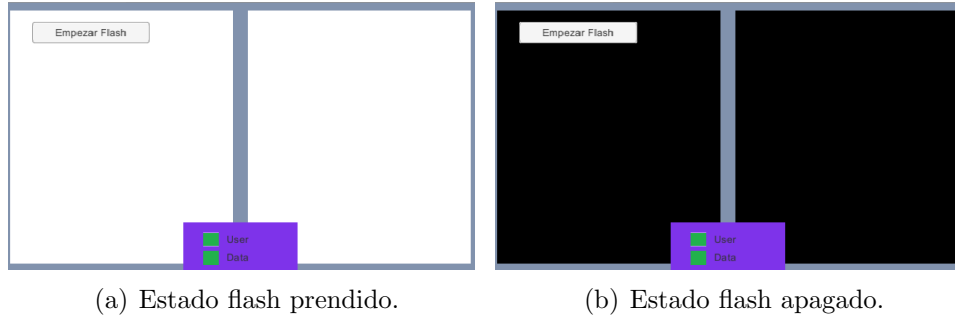 Empezar Flash
User
Data
(a) Estado flash prendido.
Empezar Flash
User
Data
(b) Estado flash apagado.